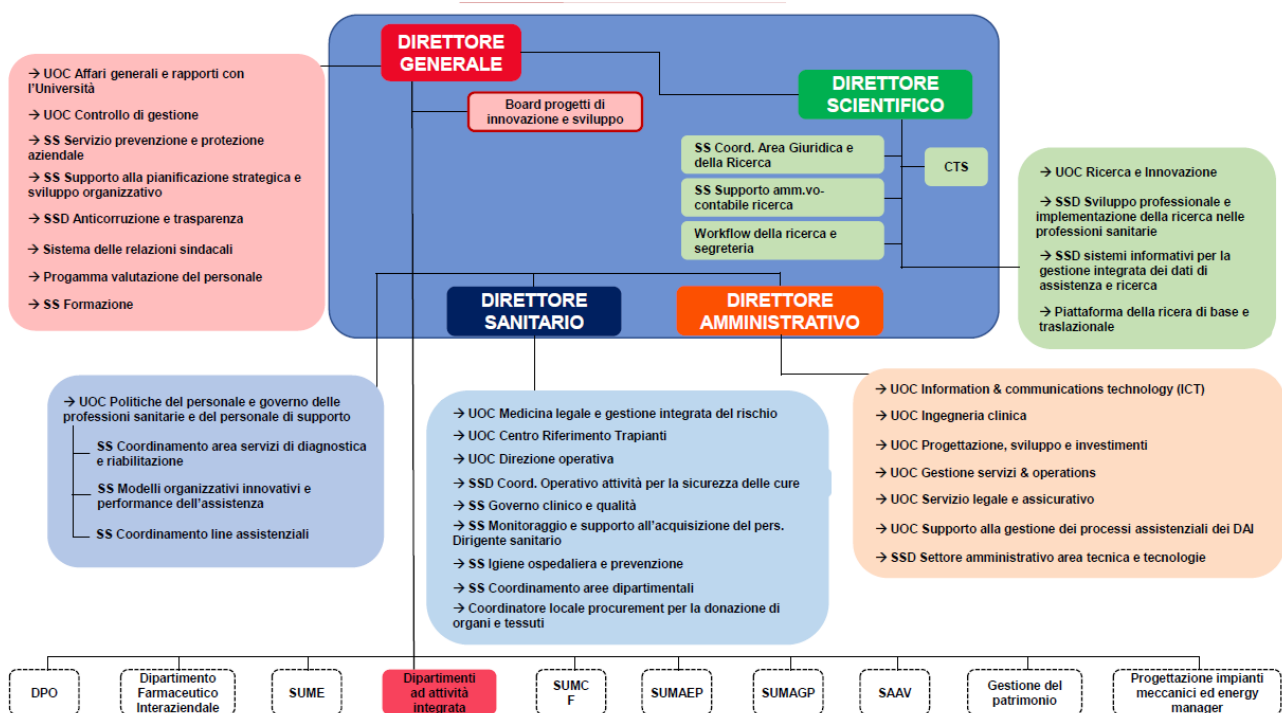 DIRETTORE
GENERALE
→ UOC Affari generali e rapporti con
l'Università
→ UOC Controllo di gestione
→ SS Servizio prevenzione e protezione
aziendale
→ SS Supporto alla pianificazione strategica e
sviluppo organizzativo
→ SSD Anticorruzione e trasparenza
→ Sistema delle relazioni sindacali
→ Progamma valutazione del personale
→ SS Formazione
Board progetti di
innovazione e sviluppo
DIRETTORE
SCIENTIFICO
SS Coord. Area Giuridica e
della Ricerca
SS Supporto amm.vo-
contabile ricerca
Workflow della ricerca e
segreteria
CTS
→ UOC Ricerca e Innovazione
→ SSD Sviluppo professionale e
implementazione della ricerca nelle
professioni sanitarie
→ SSD sistemi informativi per la
gestione integrata dei dati di
assistenza e ricerca
→ Piattaforma della ricera di base e
traslazionale
DIRETTORE
SANITARIO
DIRETTORE
AMMINISTRATIVO
→ UOC Politiche del personale e governo delle
professioni sanitarie e del personale di supporto
SS Coordinamento area servizi di diagnostica
e riabilitazione
SS Modelli organizzativi innovativi e
performance dell'assistenza
SS Coordinamento line assistenziali
→ UOC Medicina legale e gestione integrata del rischio
→ UOC Centro Riferimento Trapianti
→ UOC Direzione operativa
→ SSD Coord. Operativo attività per la sicurezza delle cure
→ SS Governo clinico e qualità
→ SS Monitoraggio e supporto all'acquisizione del pers.
Dirigente sanitario
→ SS Igiene ospedaliera e prevenzione
→ SS Coordinamento aree dipartimentali
→ Coordinatore locale procurement per la donazione di
organi e tessuti
→ UOC Information & communications technology (ICT)
→ UOC Ingegneria clinica
→ UOC Progettazione, sviluppo e investimenti
→ UOC Gestione servizi & operations
→ UOC Servizio legale e assicurativo
→ UOC Supporto alla gestione dei processi assistenziali dei DAI
→ SSD Settore amministrativo area tecnica e tecnologie
DPO
Dipartimento
Farmaceutico
Interaziendale
SUME
Dipartimenti
ad attività
integrata
SUMC
F
SUMAEP
SUMAGP
SAAV
Gestione del
patrimonio
Progettazione impianti
meccanici ed energy
manager